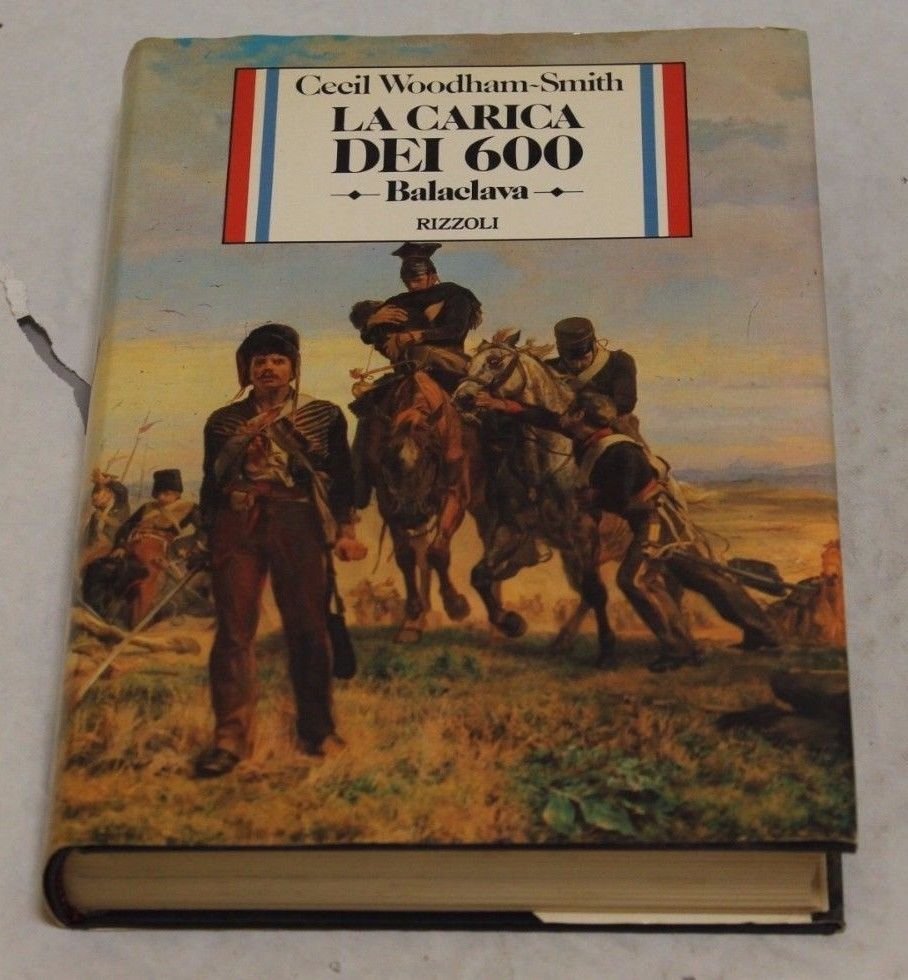 Cecil Woodham-Smith
LA CARICA
DEI 600
Balaclava
RIZZOLI